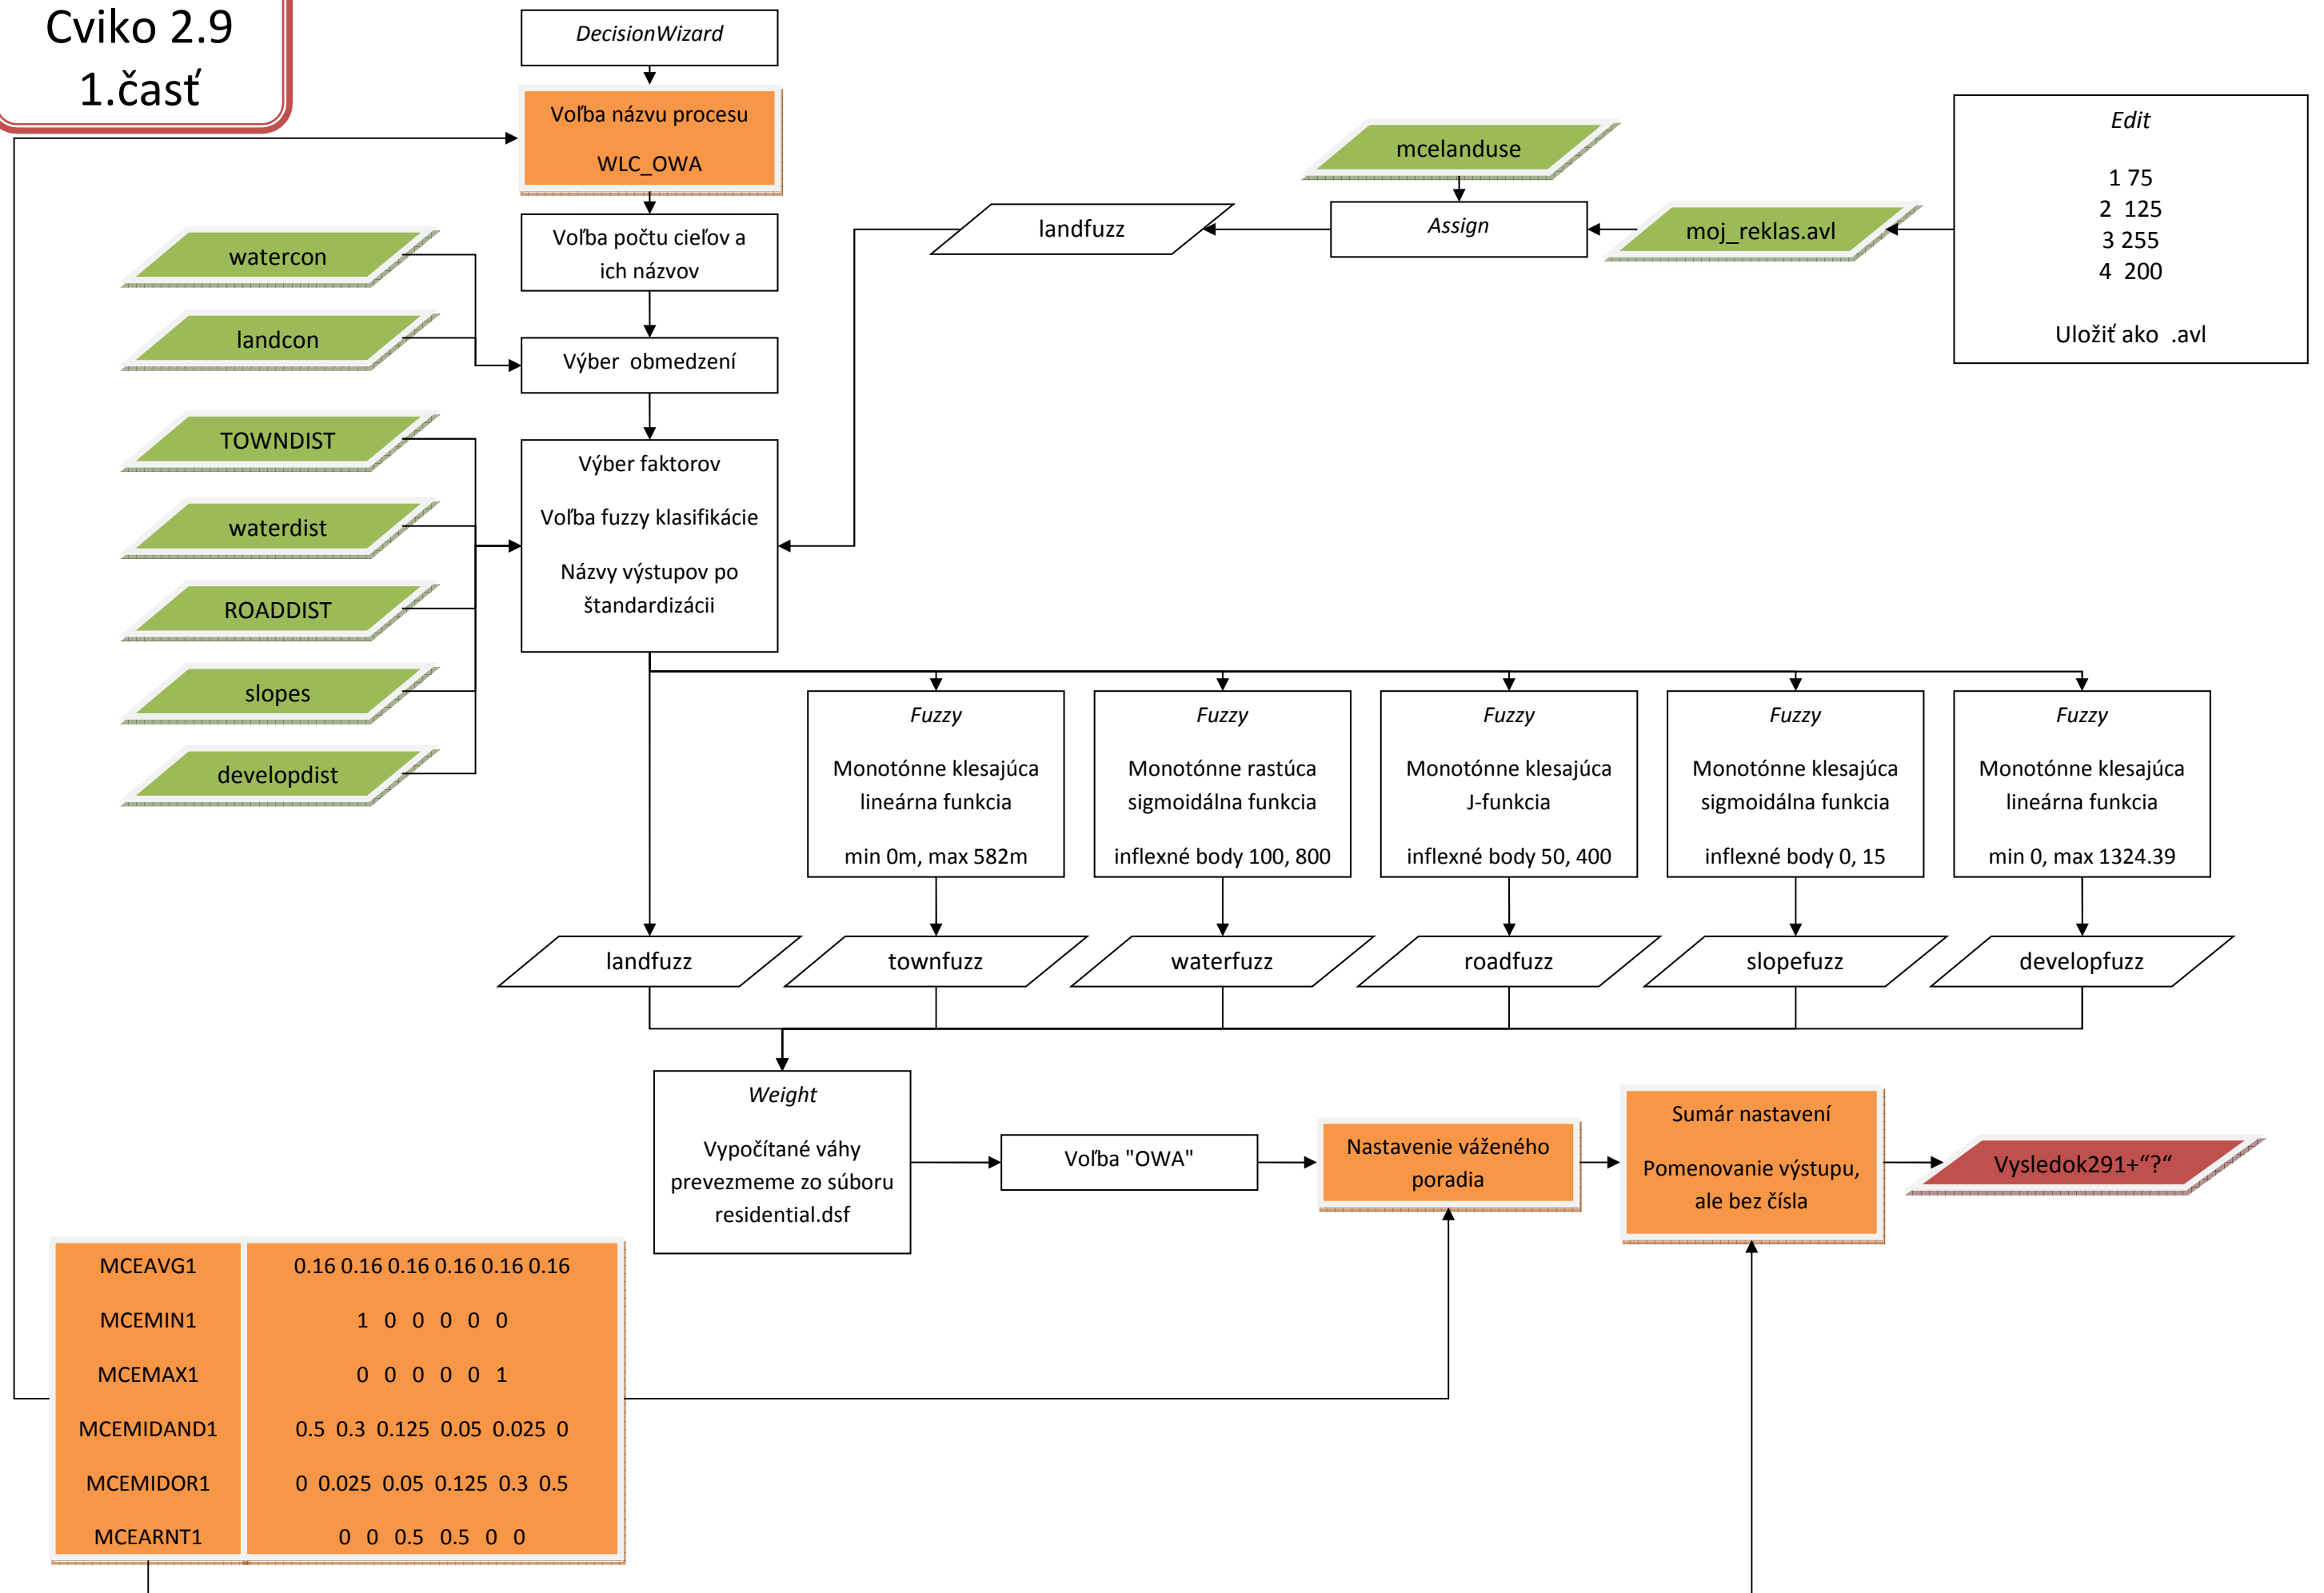 Cviko 2.9
1.časť
DecisionWizard
Voľba názvu procesu
WLC_OWA
Voľba počtu cieľov a
ich názvov
Výber obmedzení
Výber faktorov
Voľba fuzzy klasifikácie
Názvy výstupov po
štandardizácii
watercon
landcon
TOWNDIST
waterdist
ROADDIST
slopes
developdist
landfuzz
mcelanduse
Assign
moj_reklas.avl
Edit
1 75
2 125
3 255
4 200
Uložiť ako .avl
Fuzzy
Monotónne klesajúca
lineárna funkcia
min 0m, max 582m
Fuzzy
Monotónne rastúca
sigmoidálna funkcia
inflexné body 100, 800
Fuzzy
Monotónne klesajúca
J-funkcia
inflexné body 50, 400
Fuzzy
Monotónne klesajúca
sigmoidálna funkcia
inflexné body 0, 15
Fuzzy
Monotónne klesajúca
lineárna funkcia
min 0, max 1324.39
landfuzz
townfuzz
waterfuzz
roadfuzz
slopefuzz
developfuzz
Weight
Vypočítané váhy
prevezmeme zo súboru
residential.dsf
Voľba "OWA"
Nastavenie váženého
poradia
Sumár nastavení
Pomenovanie výstupu,
ale bez čísla
Vysledok291+“?“
MCEAVG1 0.16 0.16 0.16 0.16 0.16 0.16
MCEMIN1 1 0 0 0 0 0
MCEMAX1 0 0 0 0 0 1
MCEMIDAND1 0.5 0.3 0.125 0.05 0.025 0
MCEMIDOR1 0 0.025 0.05 0.125 0.3 0.5
MCEARNT1 0 0 0.5 0.5 0 0